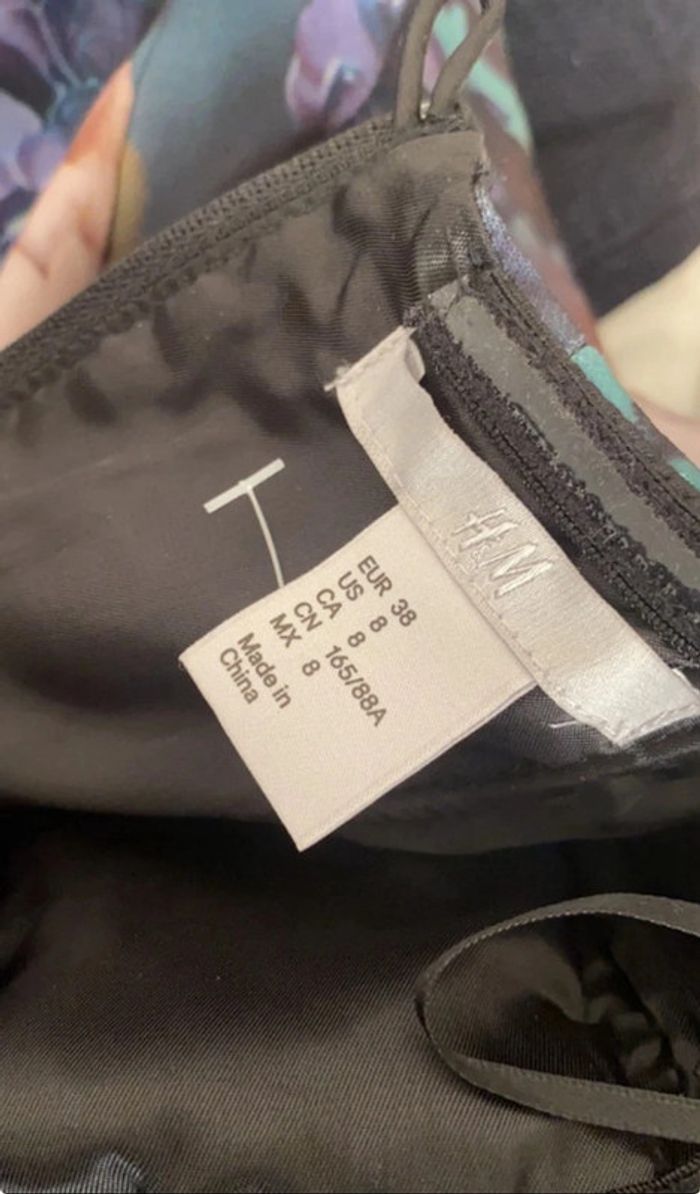 H&M
EUR 38
US 8
CA 8
CN 165/88A
MX 8
Made in
China